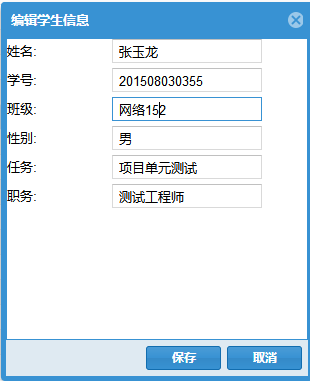 编辑学生信息
姓名: 张玉龙
学号: 201508030355
班级: 网络152
性别: 男
任务: 项目单元测试
职务: 测试工程师
保存 取消